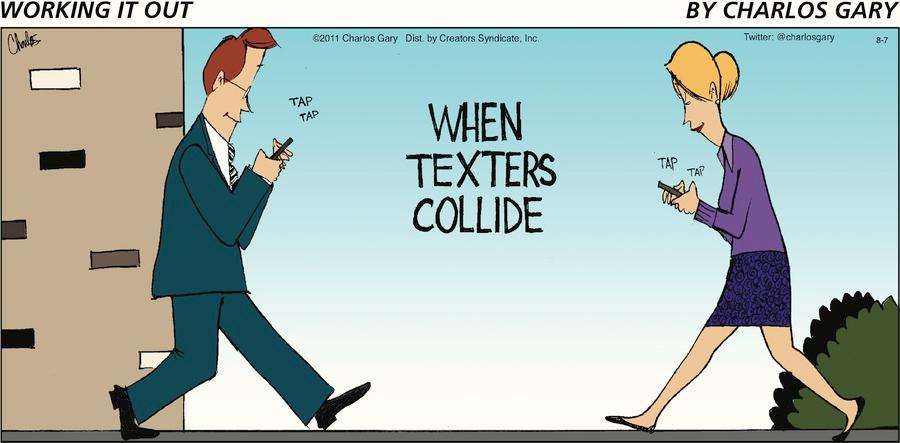 WORKING IT OUT
BY CHARLOS GARY
Charlos
©2011 Charlos Gary Dist. by Creators Syndicate, Inc.
Twitter: @charlosgary
8-7
TAP
TAP
WHEN
TEXTERS
COLLIDE
TAP
TAP